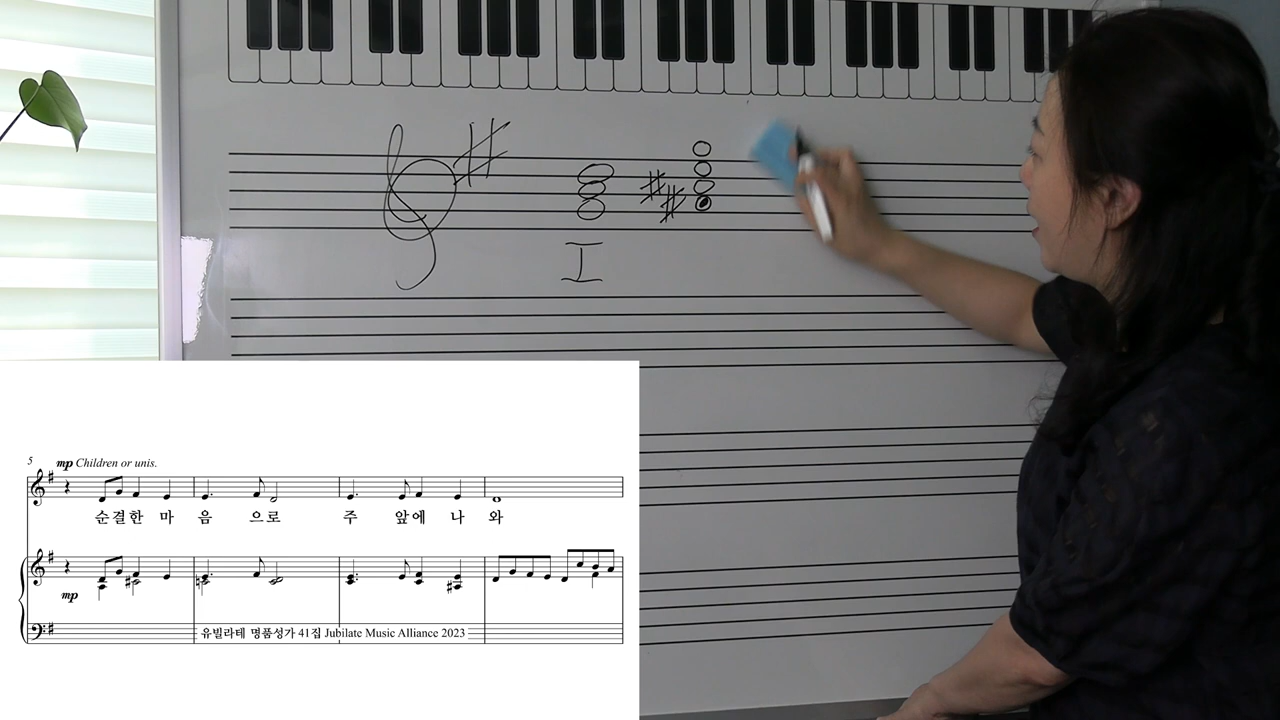 I
5
mp Children or unis.
순결한 마 음 으로 주 앞에 나 와
mp
유빌라테 명품성가 41집 Jubilate Music Alliance 2023